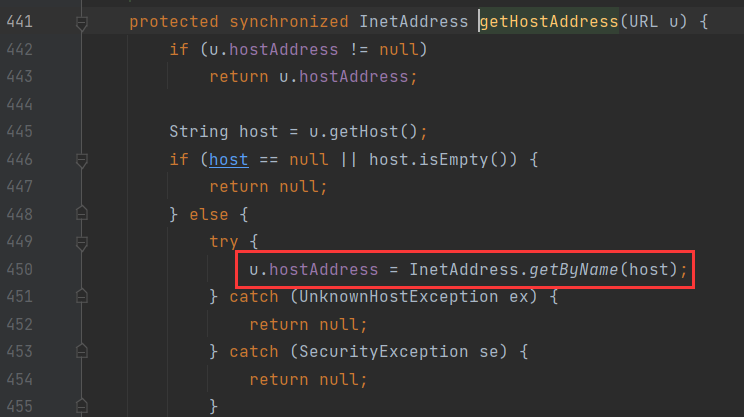 441 protected synchronized InetAddress getHostAddress(URL u) {
442 if (u.hostAddress != null)
443 return u.hostAddress;
444
445 String host = u.getHost();
446 if (host == null || host.isEmpty()) {
447 return null;
448 } else {
449 try {
450 u.hostAddress = InetAddress.getByName(host);
451 } catch (UnknownHostException ex) {
452 return null;
453 } catch (SecurityException se) {
454 return null;
455 }